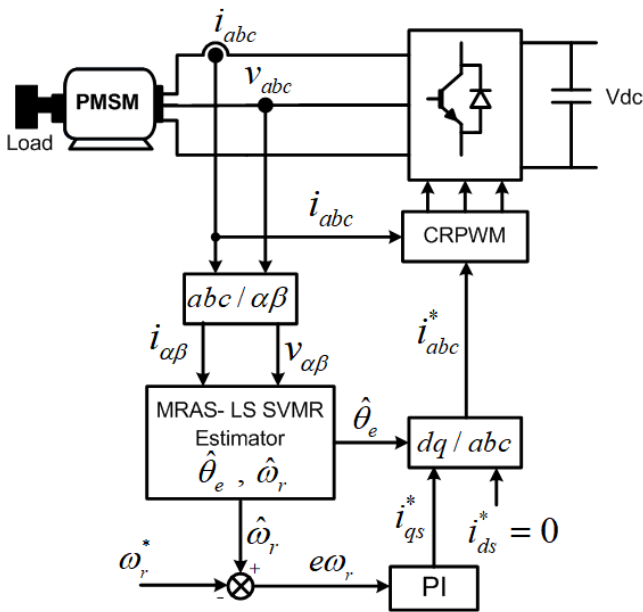 i_abc
PMSM
v_abc
Vdc
Load
i_abc
CRPWM
abc / αβ
i*_abc
i_αβ
v_αβ
MRAS- LS SVMR
Estimator
θ̂_e , ω̂_r
θ̂_e
dq / abc
ω̂_r
i*_qs
i*_ds = 0
ω*_r
- +
eω_r
PI